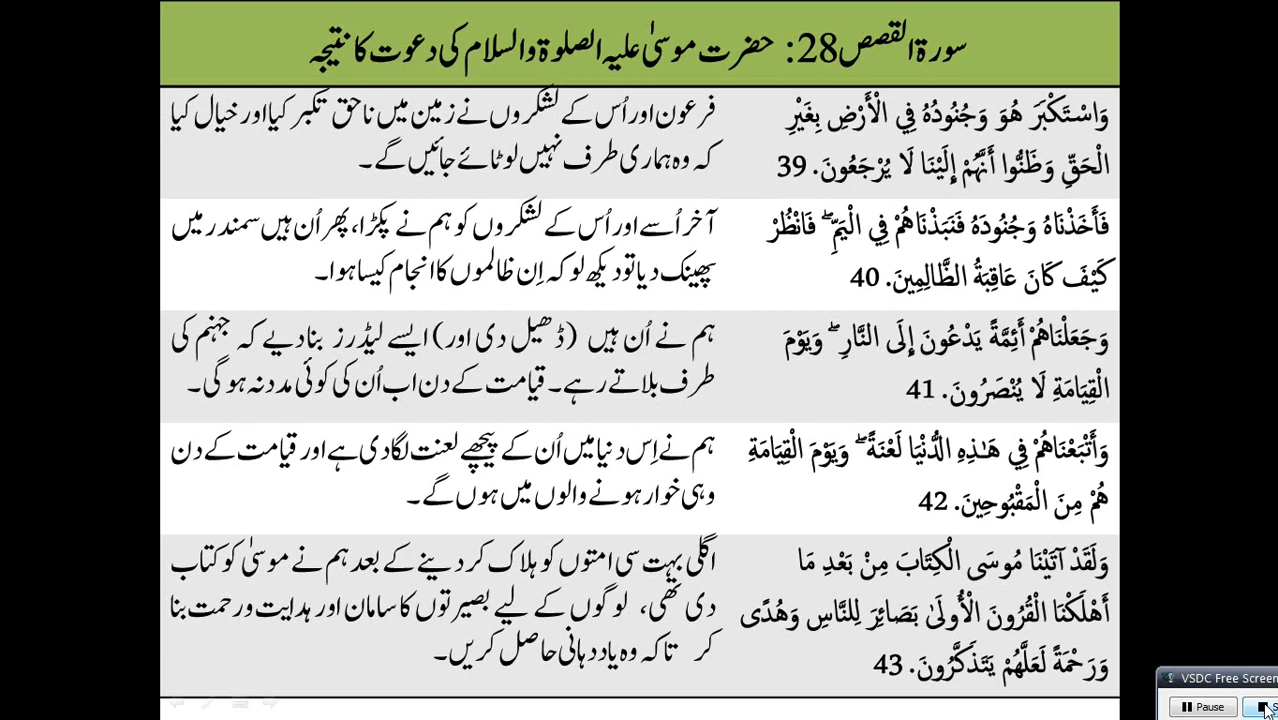 سورۃ القصص28: حضرت موسیٰ علیہ الصلوۃ والسلام کی دعوت کا نتیجہ
وَاسْتَكْبَرَ هُوَ وَجُنُودُهُ فِي الْأَرْضِ بِغَيْرِ
الْحَقِّ وَظَنُّوا أَنَّهُمْ إِلَيْنَا لَا يُرْجَعُونَ. 39
فرعون اور اُس کے لشکروں نے زمین میں ناحق تکبر کیا اور خیال کیا
کہ وہ ہماری طرف نہیں لوٹائے جائیں گے۔
فَأَخَذْنَاهُ وَجُنُودَهُ فَنَبَذْنَاهُمْ فِي الْيَمِّ ۖ فَانْظُرْ
كَيْفَ كَانَ عَاقِبَةُ الظَّالِمِينَ. 40
آخر اُسے اور اُس کے لشکروں کو ہم نے پکڑا، پھر اُن ہیں سمندر میں
پھینک دیا تو دیکھ لو کہ اِن ظالموں کا انجام کیسا ہوا۔
وَجَعَلْنَاهُمْ أَئِمَّةً يَدْعُونَ إِلَى النَّارِ ۖ وَيَوْمَ
الْقِيَامَةِ لَا يُنْصَرُونَ. 41
ہم نے اُن ہیں (ڈھیل دی اور) ایسے لیڈرز بنا دیے کہ جہنم کی
طرف بلاتے رہے۔ قیامت کے دن اب اُن کی کوئی مدد نہ ہو گی۔
وَأَتْبَعْنَاهُمْ فِي هَـٰذِهِ الدُّنْيَا لَعْنَةً ۖ وَيَوْمَ الْقِيَامَةِ
هُمْ مِنَ الْمَقْبُوحِينَ. 42
ہم نے اِس دنیا میں اُن کے پیچھے لعنت لگا دی ہے اور قیامت کے دن
وہی خوار ہونے والوں میں ہوں گے۔
وَلَقَدْ آتَيْنَا مُوسَى الْكِتَابَ مِنْ بَعْدِ مَا
أَهْلَكْنَا الْقُرُونَ الْأُولَىٰ بَصَائِرَ لِلنَّاسِ وَهُدًى
وَرَحْمَةً لَعَلَّهُمْ يَتَذَكَّرُونَ. 43
اگلی بہت سی امتوں کو ہلاک کر دینے کے بعد ہم نے موسیٰ کو کتاب
دی تھی، لوگوں کے لیے بصیرتوں کا سامان اور ہدایت ورحمت بنا
کر تاکہ وہ یاددہانی حاصل کریں۔
VSDC Free Screen
Pause